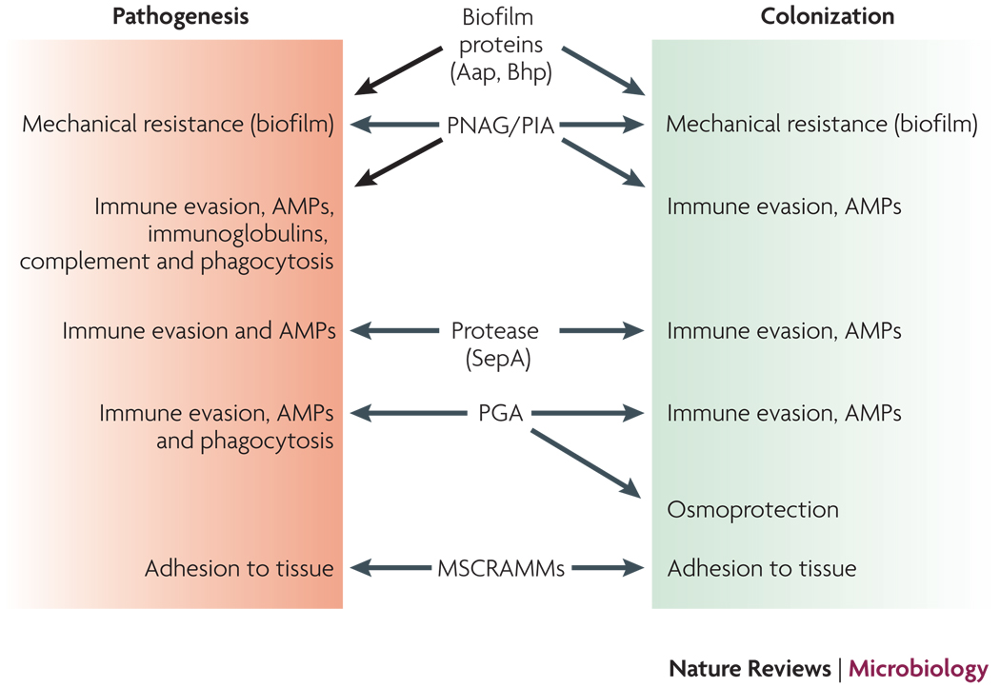 Pathogenesis
Biofilm
proteins
(Aap, Bhp)
Colonization
Mechanical resistance (biofilm)
PNAG/PIA
Mechanical resistance (biofilm)
Immune evasion, AMPs,
immunoglobulins,
complement and phagocytosis
Immune evasion, AMPs
Immune evasion and AMPs
Protease
(SepA)
Immune evasion, AMPs
Immune evasion, AMPs
and phagocytosis
PGA
Immune evasion, AMPs
Osmoprotection
Adhesion to tissue
MSCRAMMs
Adhesion to tissue
Nature Reviews | Microbiology